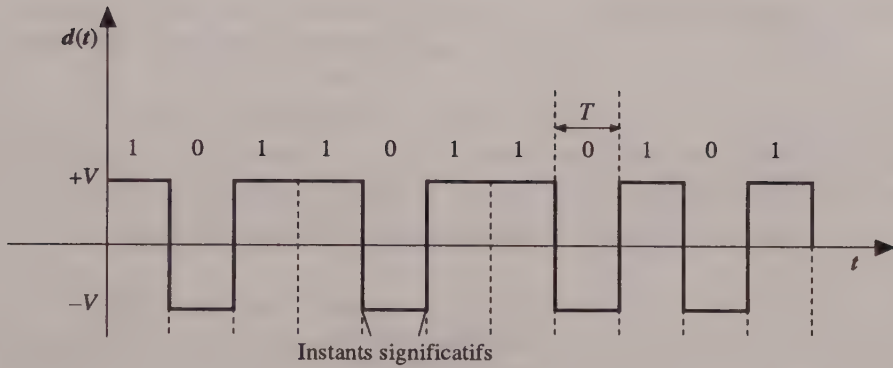 d(t)
T
1 0 1 1 0 1 1 0 1 0 1
+V
t
−V
Instants significatifs